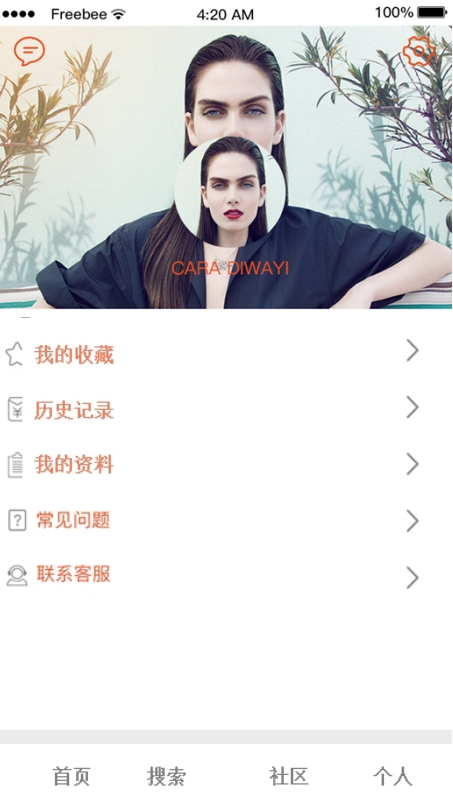 Freebee 4:20 AM 100%
CARA DIWAYI
我的收藏
历史记录
我的资料
常见问题
联系客服
首页 搜索 社区 个人